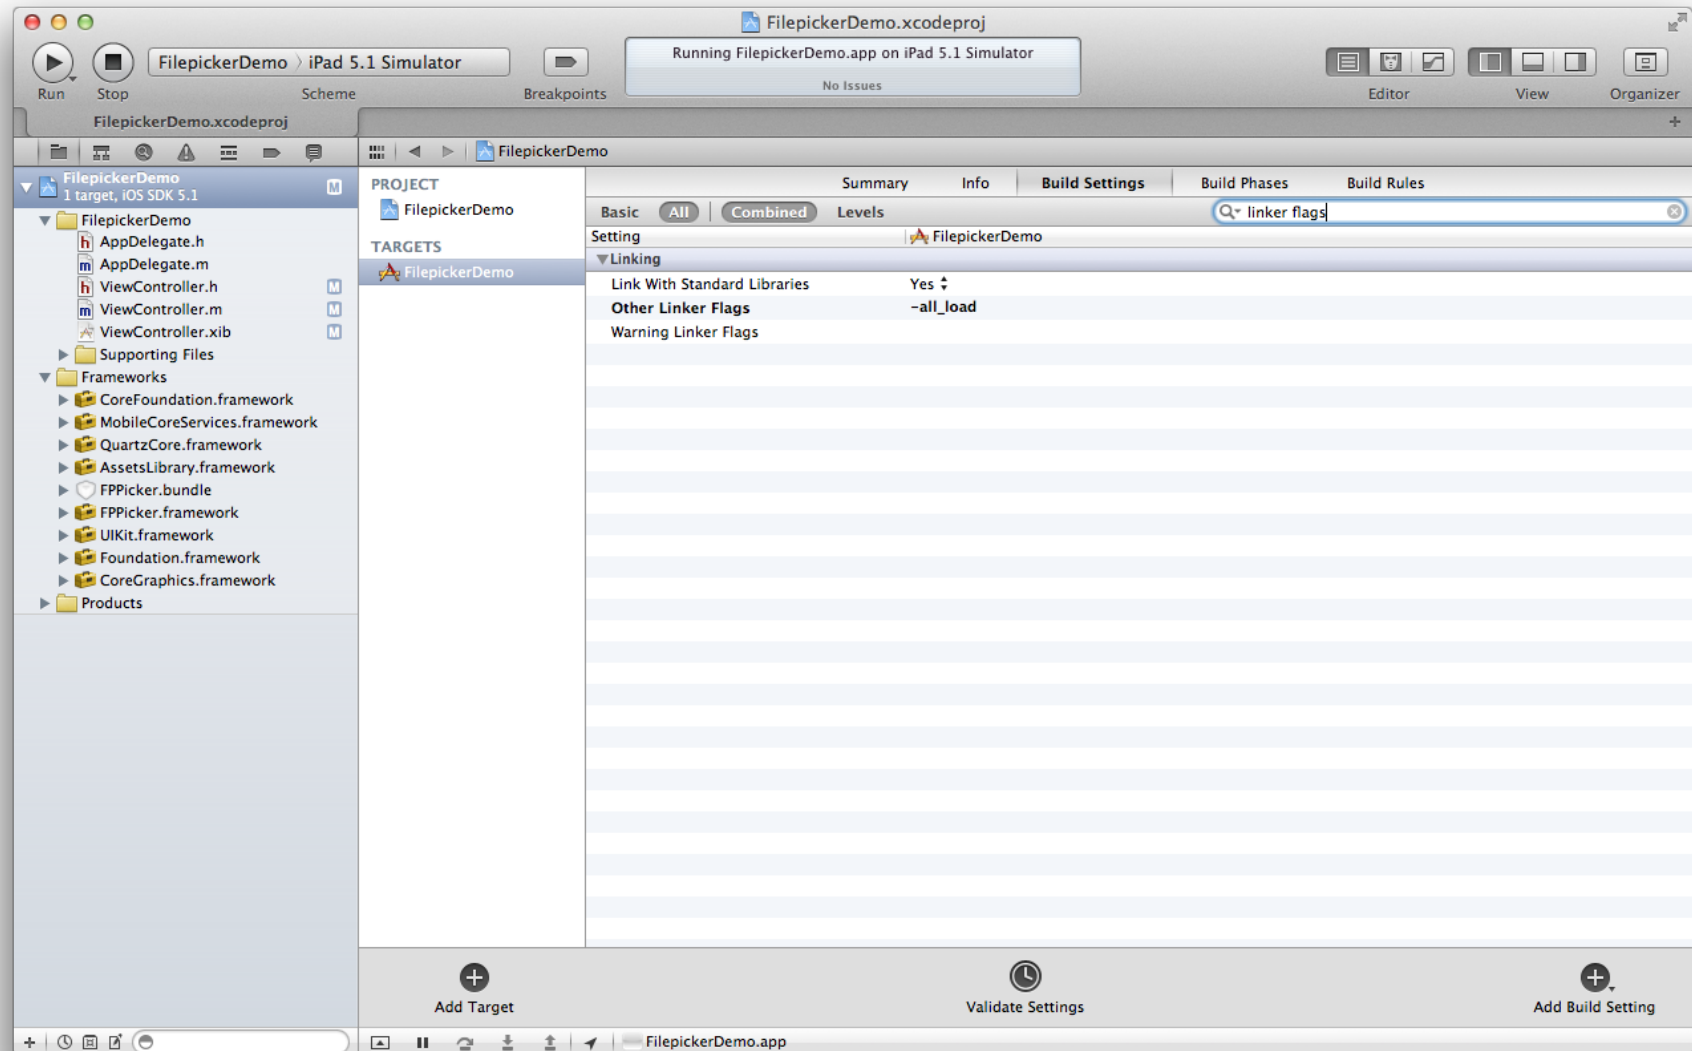 FilepickerDemo.xcodeproj
FilepickerDemo iPad 5.1 Simulator
Running FilepickerDemo.app on iPad 5.1 Simulator
No Issues
Run Stop Scheme Breakpoints Editor View Organizer
FilepickerDemo.xcodeproj
FilepickerDemo
FilepickerDemo
1 target, iOS SDK 5.1
M
FilepickerDemo
h AppDelegate.h
m AppDelegate.m
h ViewController.h M
m ViewController.m M
ViewController.xib M
Supporting Files
Frameworks
CoreFoundation.framework
MobileCoreServices.framework
QuartzCore.framework
AssetsLibrary.framework
FPPicker.bundle
FPPicker.framework
UIKit.framework
Foundation.framework
CoreGraphics.framework
Products
PROJECT
FilepickerDemo
TARGETS
FilepickerDemo
Summary Info Build Settings Build Phases Build Rules
Basic All Combined Levels linker flags
Setting FilepickerDemo
Linking
Link With Standard Libraries Yes
Other Linker Flags -all_load
Warning Linker Flags
Add Target Validate Settings Add Build Setting
FilepickerDemo.app